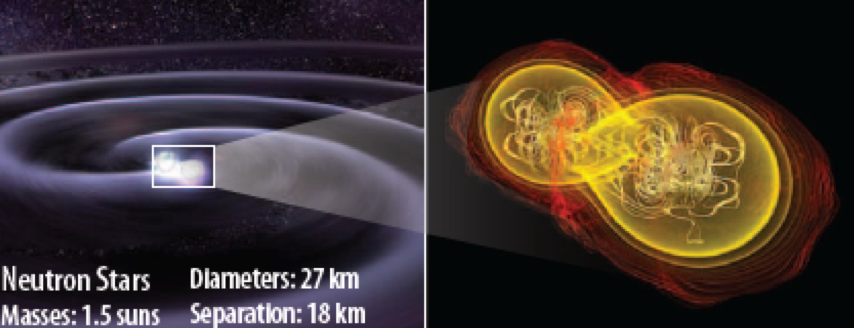 Neutron Stars
Masses: 1.5 suns
Diameters: 27 km
Separation: 18 km